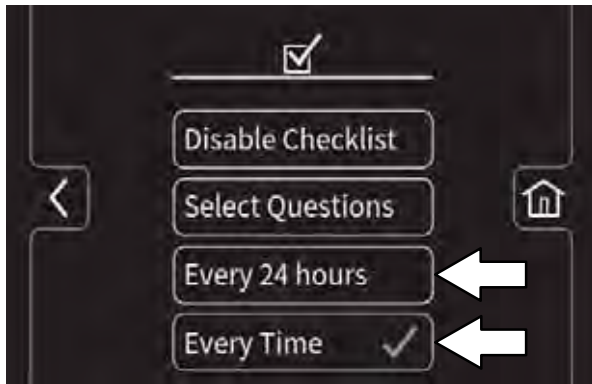 Disable Checklist
Select Questions
Every 24 hours
Every Time